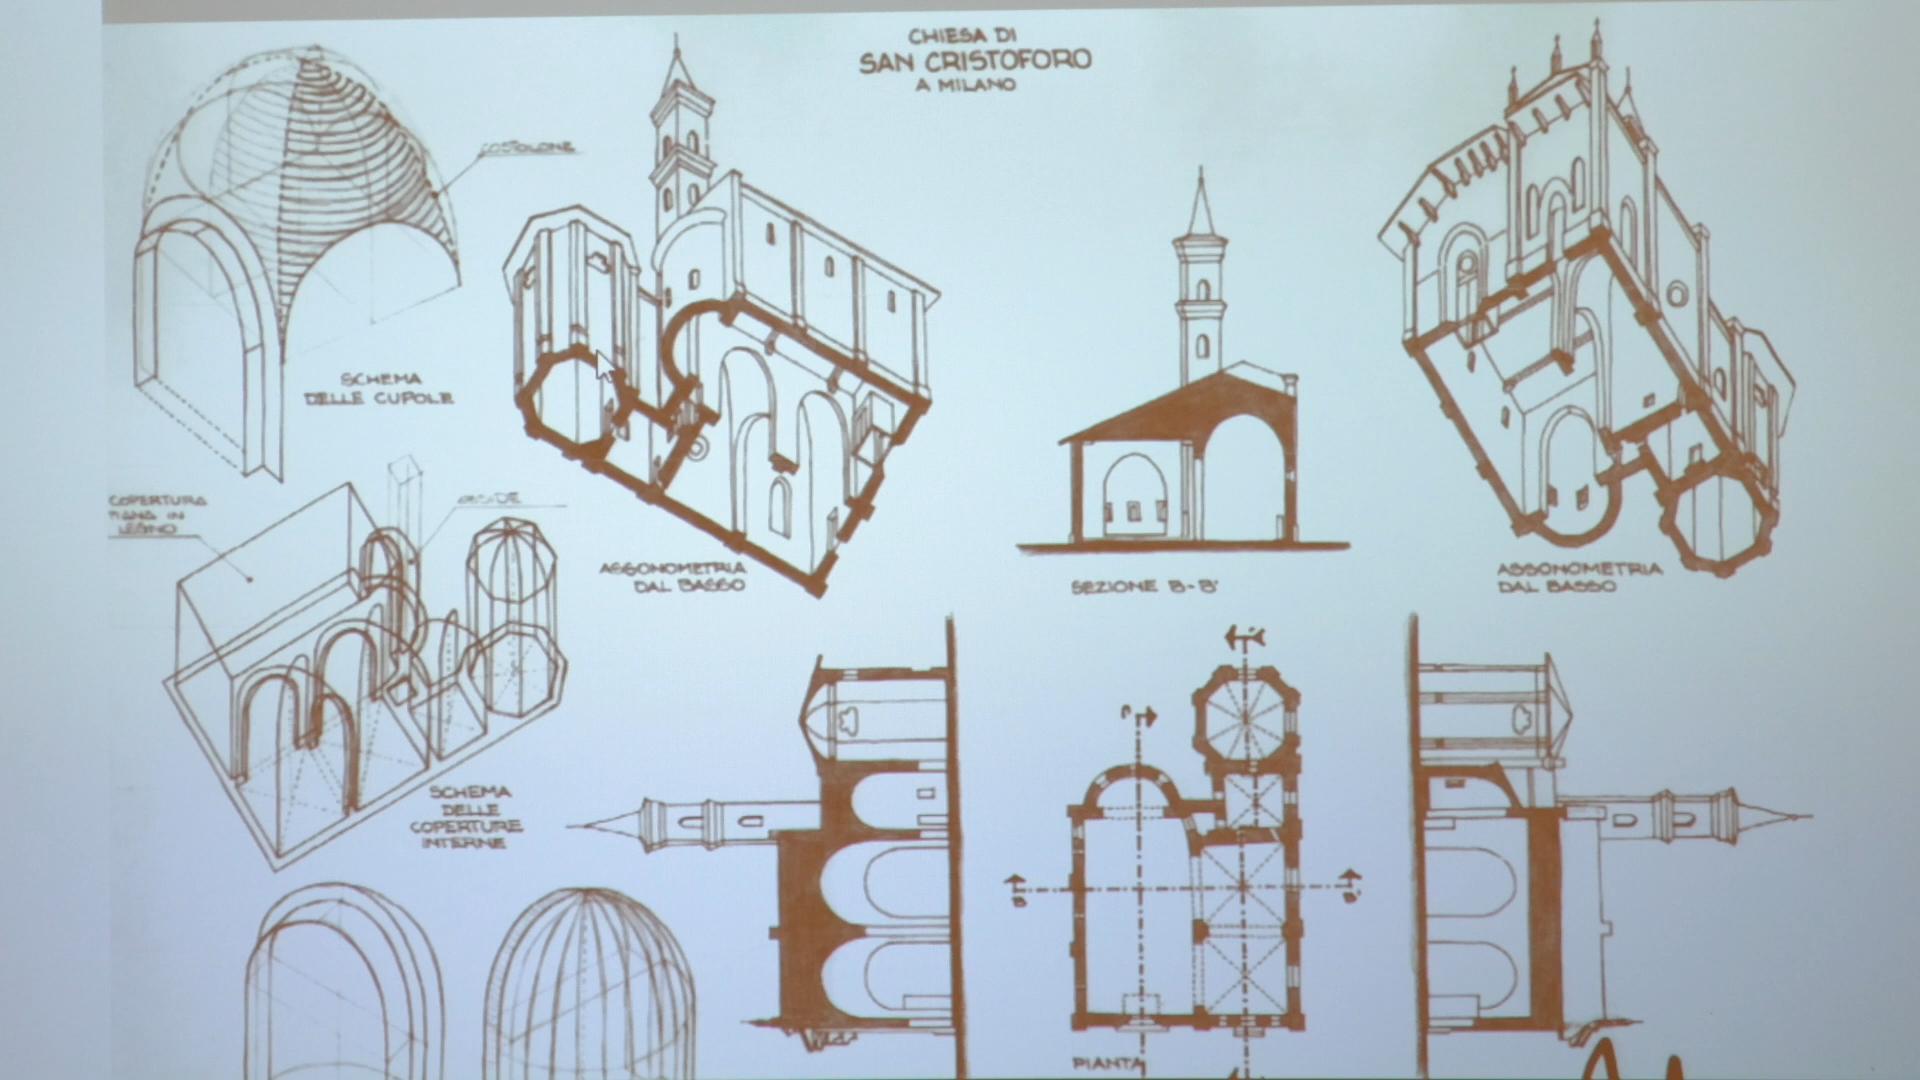 CHIESA DI
SAN CRISTOFORO
A MILANO
COSTOLONE
SCHEMA
DELLE CUPOLE
COPERTURA
PIANA IN
LEGNO
ABSIDE
ASSONOMETRIA
DAL BASSO
SEZIONE B-B'
ASSONOMETRIA
DAL BASSO
SCHEMA
DELLE
COPERTURE
INTERNE
B
B'
PIANTA